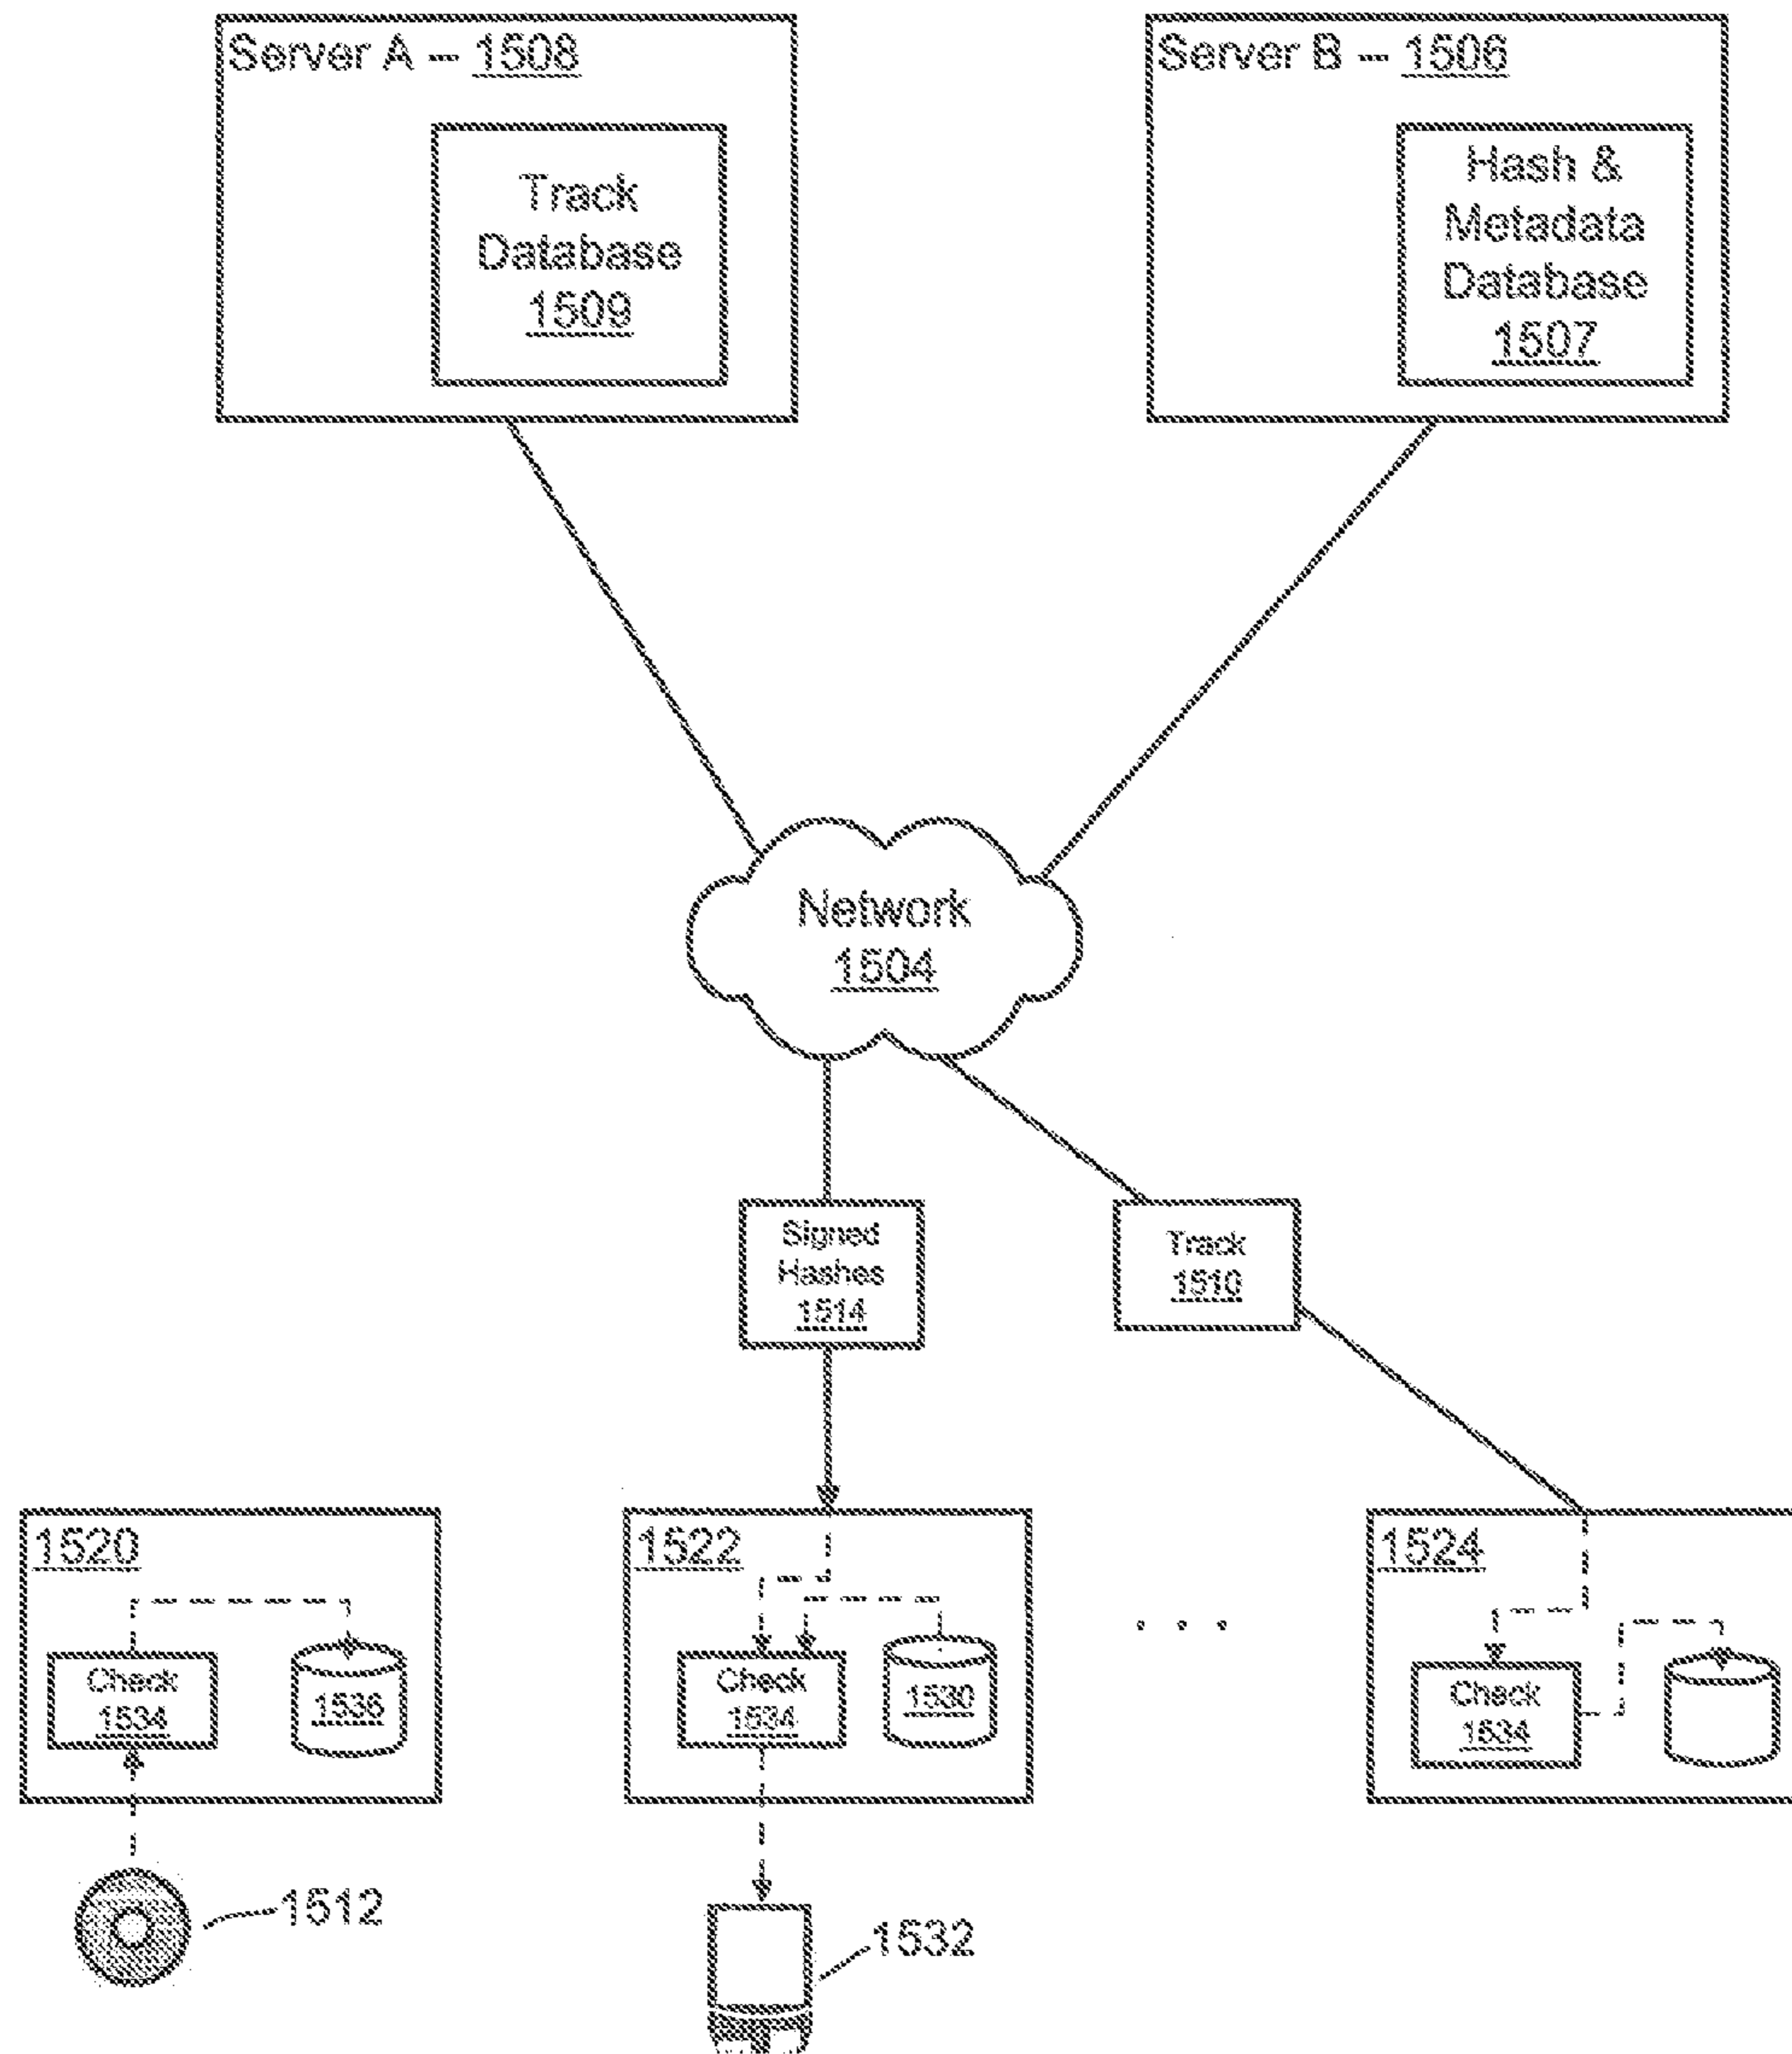 Server A -- 1508
Server B -- 1506
Track
Database
1509
Hash &
Metadata
Database
1507
Network
1504
Signed
Hashes
1514
Track
1510
1520
Check
1534
1536
1522
Check
1534
1530
. . .
1524
Check
1534
1512
1532